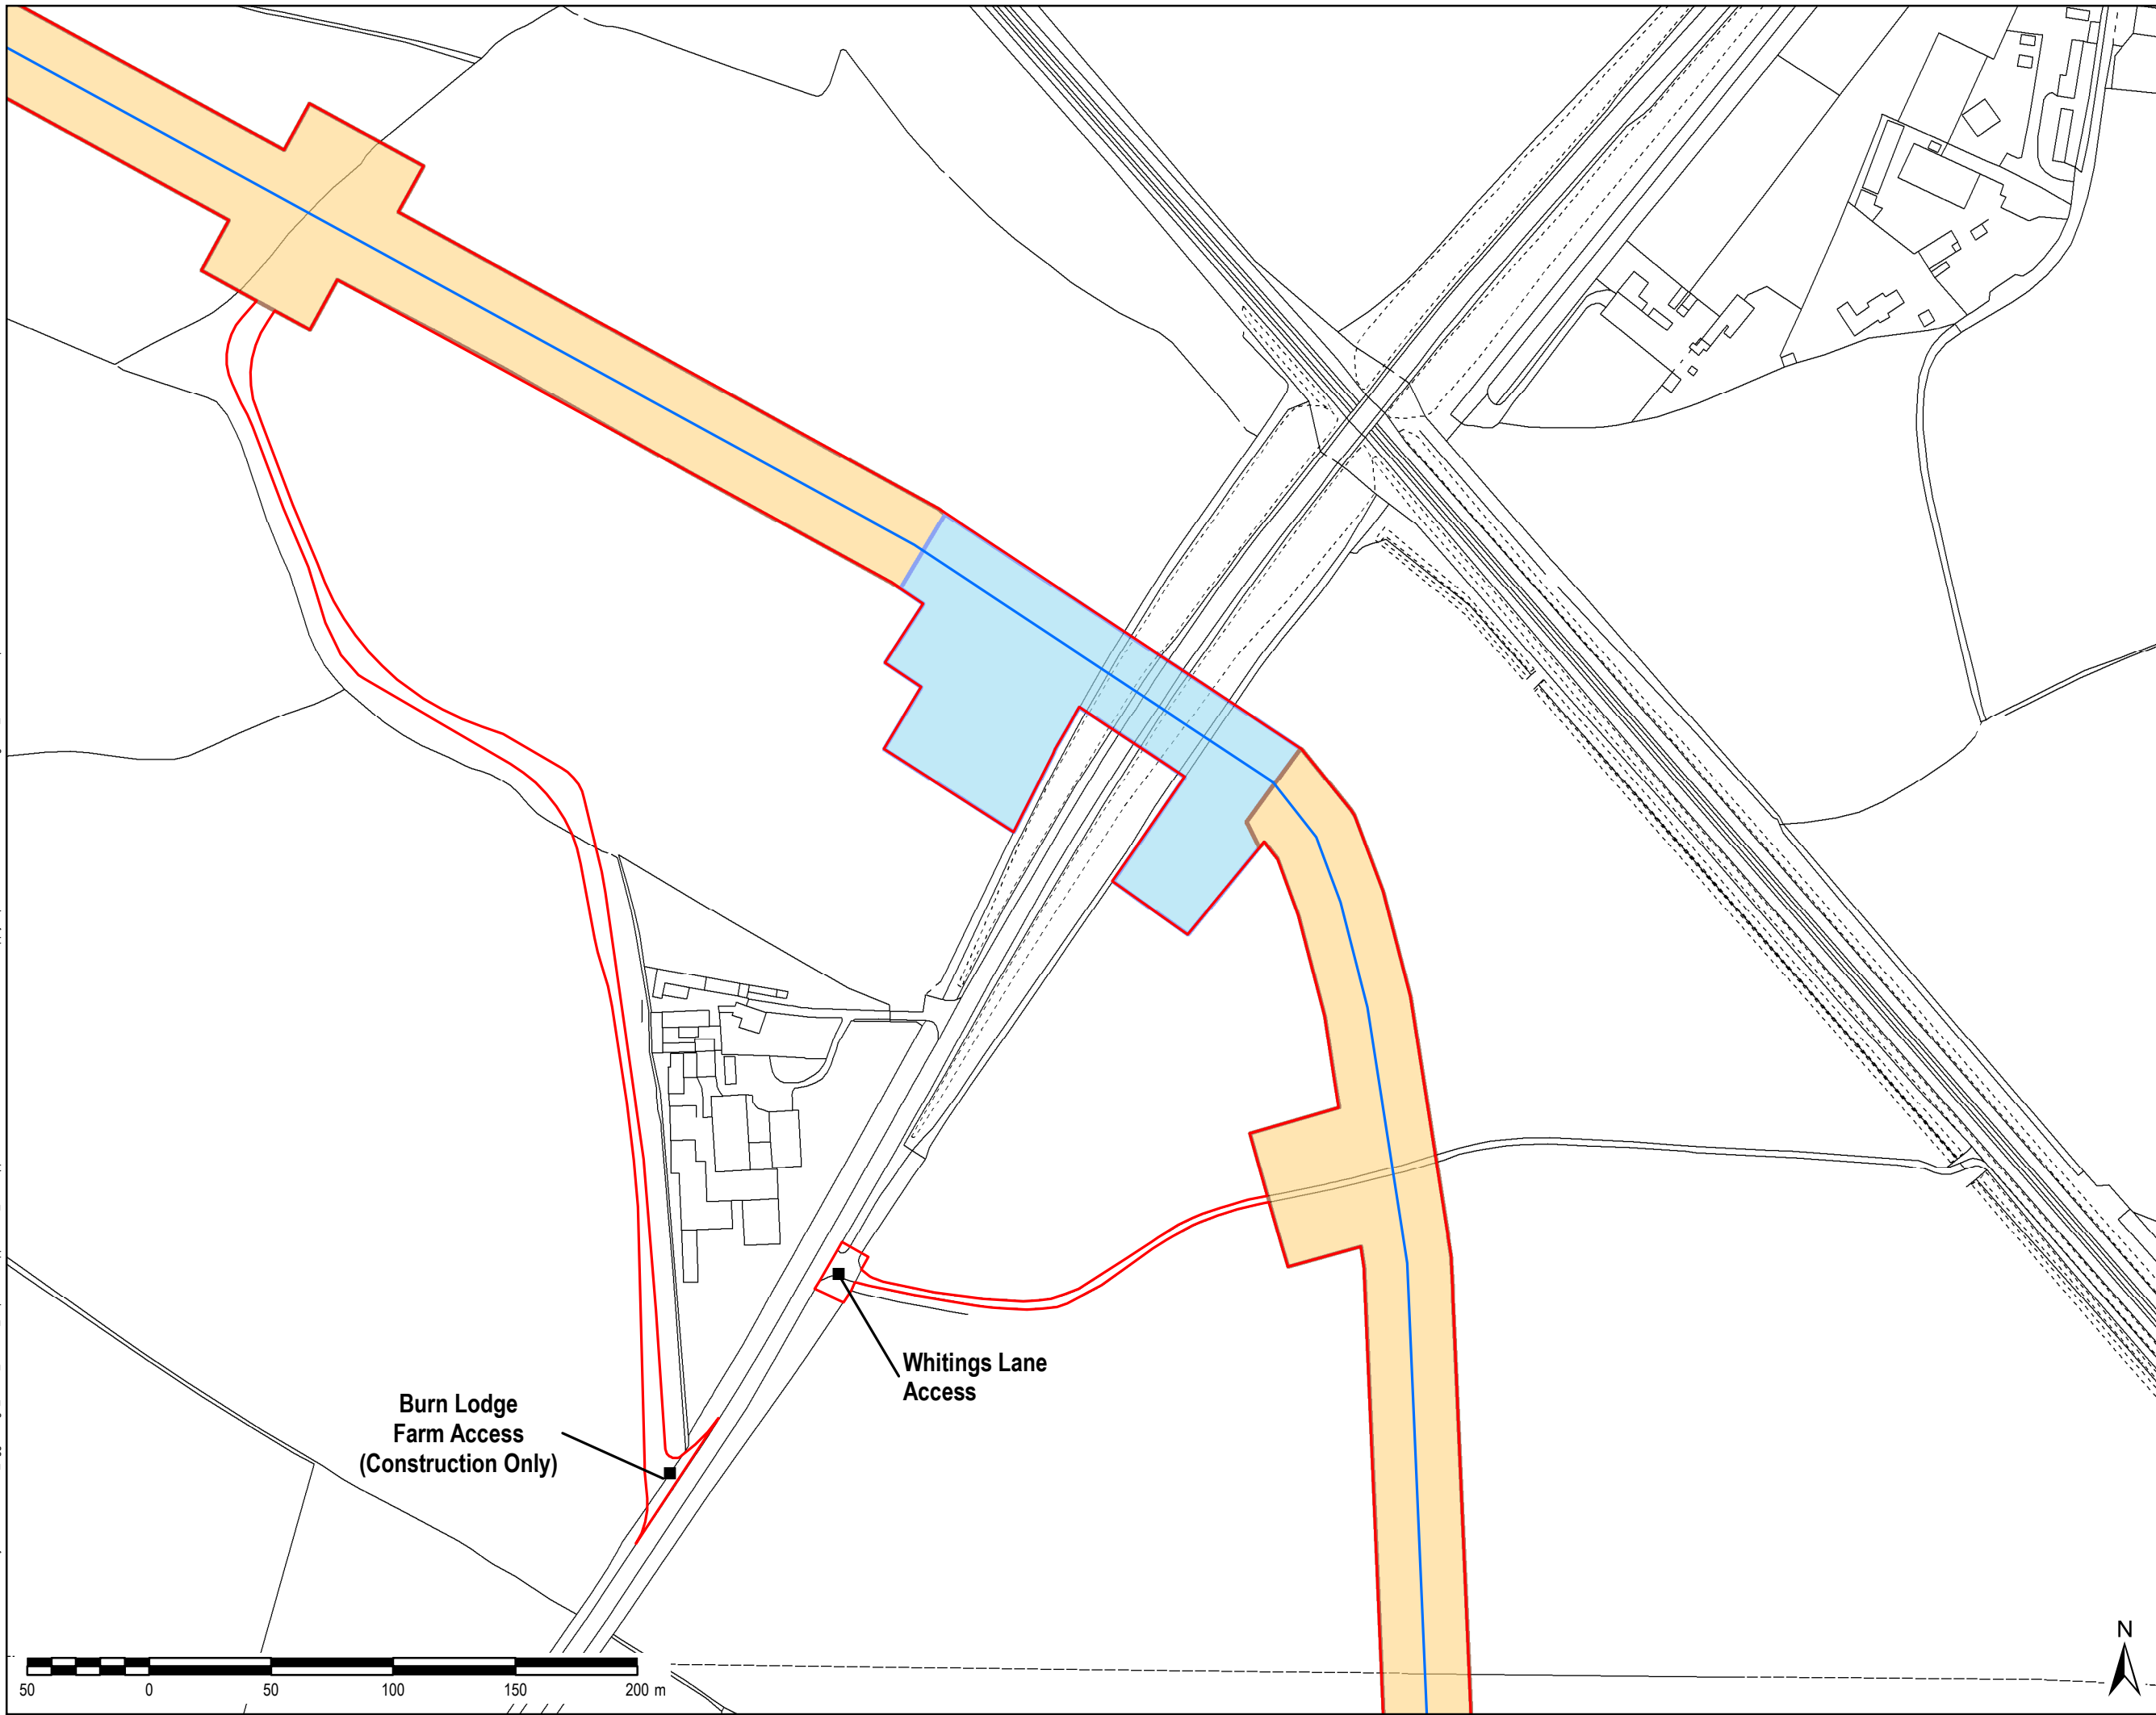 Whitings Lane
Access
Burn Lodge
Farm Access
(Construction Only)
N
50 0 50 100 150 200 m